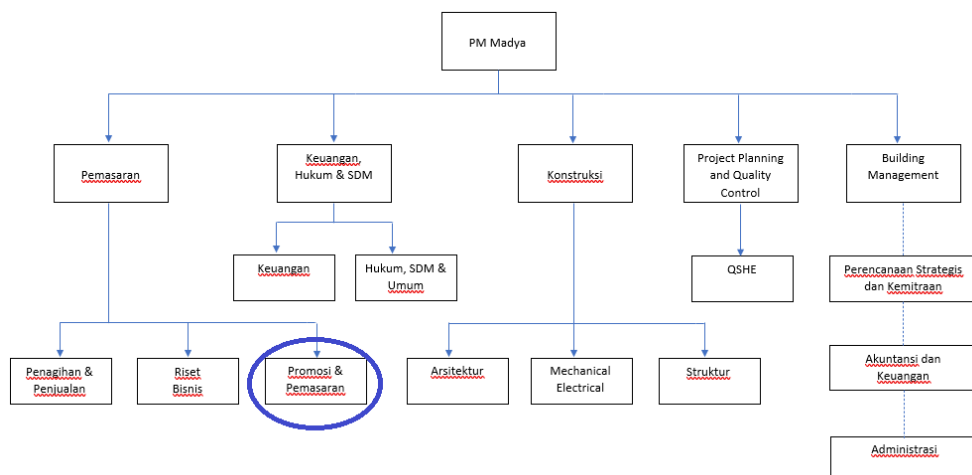 PM Madya
Pemasaran
Keuangan,
Hukum & SDM
Konstruksi
Project Planning
and Quality
Control
Building
Management
Keuangan
Hukum, SDM &
Umum
QSHE
Perencanaan Strategis
dan Kemitraan
Penagihan &
Penjualan
Riset
Bisnis
Promosi &
Pemasaran
Arsitektur
Mechanical
Electrical
Struktur
Akuntansi dan
Keuangan
Administrasi